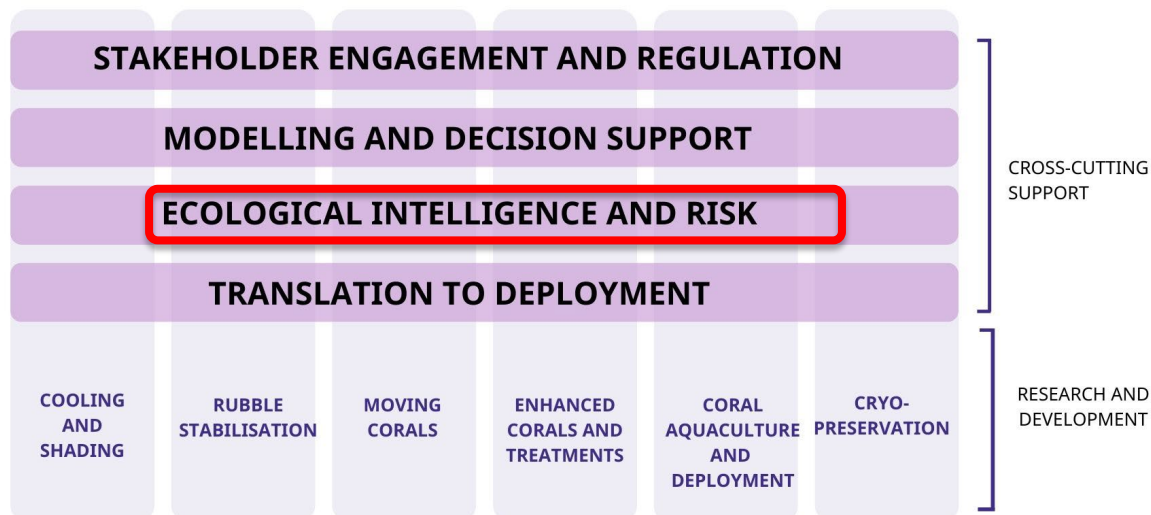 STAKEHOLDER ENGAGEMENT AND REGULATION
MODELLING AND DECISION SUPPORT
ECOLOGICAL INTELLIGENCE AND RISK
TRANSLATION TO DEPLOYMENT
CROSS-CUTTING
SUPPORT
COOLING
AND
SHADING
RUBBLE
STABILISATION
MOVING
CORALS
ENHANCED
CORALS AND
TREATMENTS
CORAL
AQUACULTURE
AND
DEPLOYMENT
CRYO-
PRESERVATION
RESEARCH AND
DEVELOPMENT